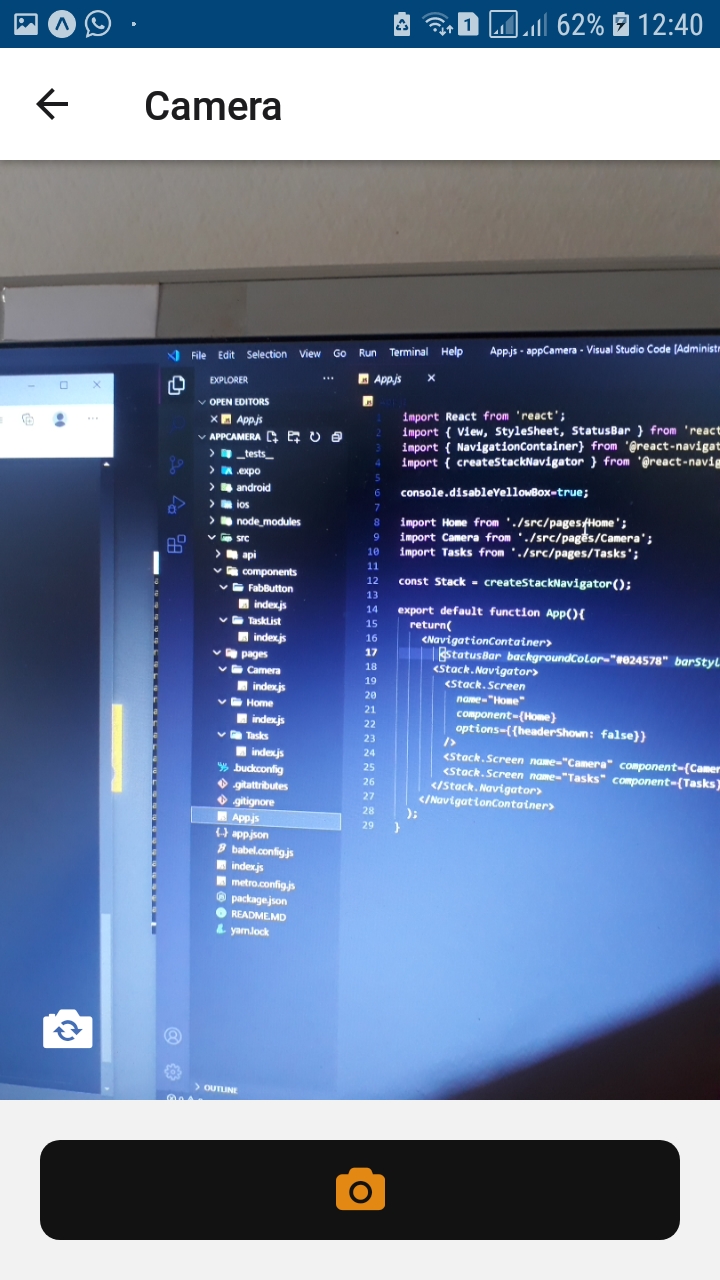 1 62% 12:40
Camera
File Edit Selection View Go Run Terminal Help App.js - appCamera - Visual Studio Code [Administr
EXPLORER ··· App.js
OPEN EDITORS
App.js
APPCAMERA
__tests__
.expo
android
ios
node_modules
src
api
components
FabButton
index.js
TaskList
index.js
pages
Camera
index.js
Home
index.js
Tasks
index.js
.buckconfig
.gitattributes
.gitignore
App.js
app.json
babel.config.js
index.js
metro.config.js
package.json
README.MD
yarn.lock
OUTLINE
1 import React from 'react';
2 import { View, StyleSheet, StatusBar } from 'react
3 import { NavigationContainer} from '@react-navigat
4 import { createStackNavigator } from '@react-navig
5
6 console.disableYellowBox=true;
7
8 import Home from './src/pages/Home';
9 import Camera from './src/pages/Camera';
10 import Tasks from './src/pages/Tasks';
11
12 const Stack = createStackNavigator();
13
14 export default function App(){
15 return(
16 <NavigationContainer>
17 <StatusBar backgroundColor="#024578" barStyl
18 <Stack.Navigator>
19 <Stack.Screen
20 name="Home"
21 component={Home}
22 options={{headerShown: false}}
23 />
24 <Stack.Screen name="Camera" component={Camer
25 <Stack.Screen name="Tasks" component={Tasks}
26 </Stack.Navigator>
27 </NavigationContainer>
28 );
29 }